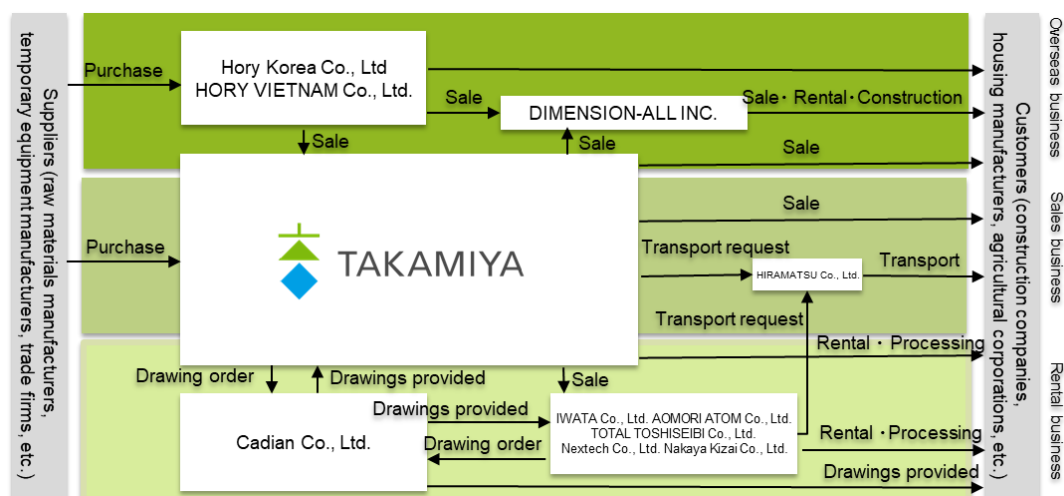 Suppliers (raw materials manufacturers,
temporary equipment manufacturers, trade firms, etc.)
Purchase
Hory Korea Co., Ltd
HORY VIETNAM Co., Ltd.
Sale
DIMENSION-ALL INC.
Sale・Rental・Construction
Sale
Sale
Sale
Purchase
TAKAMIYA
Sale
Transport request
HIRAMATSU Co., Ltd.
Transport
Transport request
Rental ・Processing
Drawing order
Drawings provided
Sale
Cadian Co., Ltd.
Drawings provided
Drawing order
IWATA Co., Ltd. AOMORI ATOM Co., Ltd.
TOTAL TOSHISEIBI Co., Ltd.
Nextech Co., Ltd. Nakaya Kizai Co., Ltd.
Rental ・Processing
Drawings provided
Customers (construction companies,
housing manufacturers, agricultural corporations, etc.)
Overseas business
Sales business
Rental business